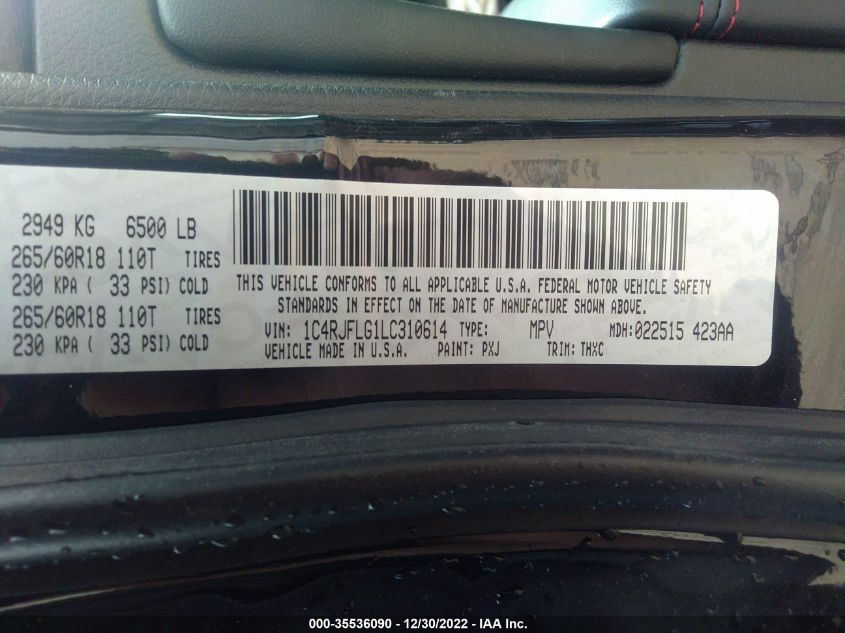 2949 KG 6500 LB
265/60R18 110T TIRES
230 KPA ( 33 PSI) COLD
265/60R18 110T TIRES
230 KPA ( 33 PSI) COLD
THIS VEHICLE CONFORMS TO ALL APPLICABLE U.S.A. FEDERAL MOTOR VEHICLE SAFETY
STANDARDS IN EFFECT ON THE DATE OF MANUFACTURE SHOWN ABOVE.
VIN: 1C4RJFLG1LC310614 TYPE: MPV MDH:022515 423AA
VEHICLE MADE IN U.S.A. PAINT: PXJ TRIM: THXC
000-35536090 - 12/30/2022 - IAA Inc.